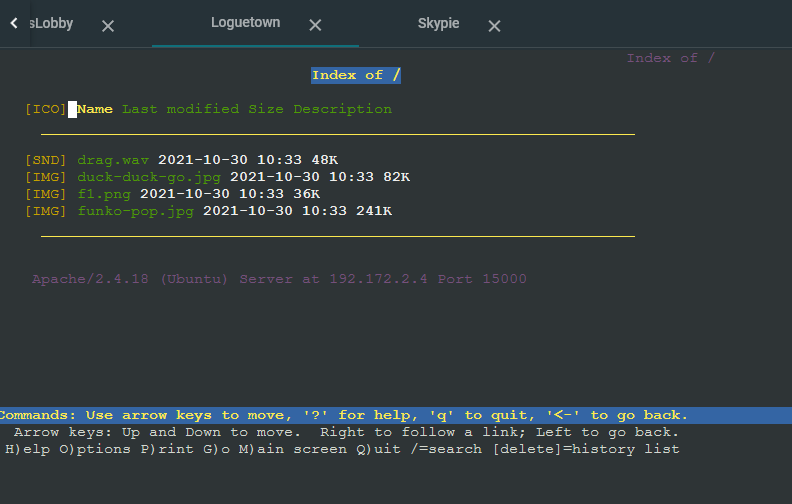 sLobby Loguetown Skypie
Index of /
Index of /
[ICO] Name Last modified Size Description
[SND] drag.wav 2021-10-30 10:33 48K
[IMG] duck-duck-go.jpg 2021-10-30 10:33 82K
[IMG] f1.png 2021-10-30 10:33 36K
[IMG] funko-pop.jpg 2021-10-30 10:33 241K
Apache/2.4.18 (Ubuntu) Server at 192.172.2.4 Port 15000
Commands: Use arrow keys to move, '?' for help, 'q' to quit, '<-' to go back.
Arrow keys: Up and Down to move.  Right to follow a link; Left to go back.
H)elp O)ptions P)rint G)o M)ain screen Q)uit /=search [delete]=history list